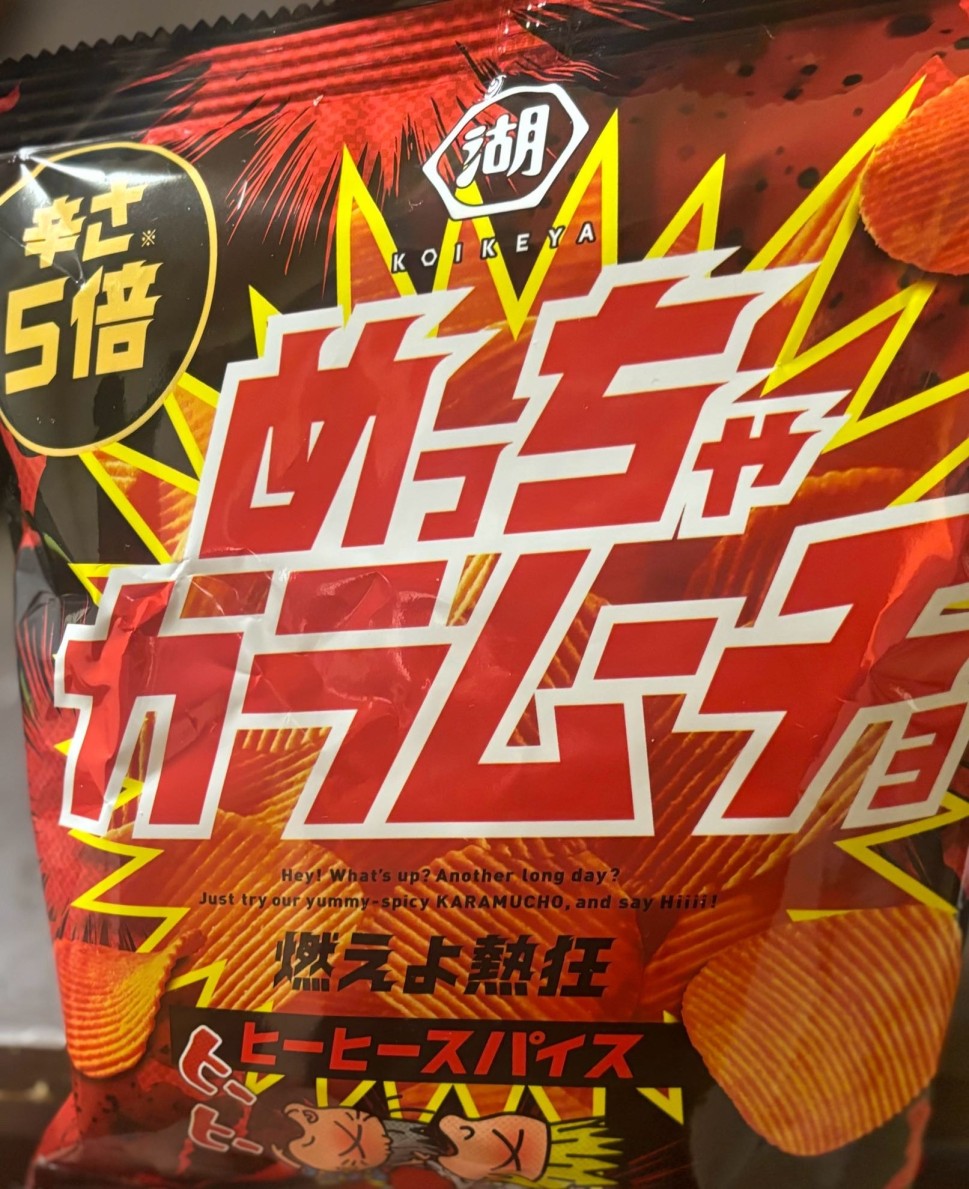 湖
KOIKEYA
辛さ※
5倍
めっちゃ
カラムーチョ
Hey! What's up? Another long day?
Just try our yummy-spicy KARAMUCHO, and say Hiiii!
燃えよ熱狂
ヒーヒースパイス
ヒー
ヒー